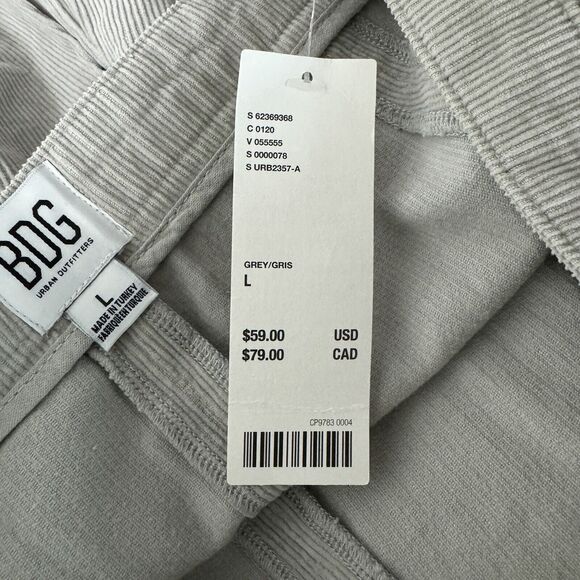 BDG
URBAN OUTFITTERS
L
MADE IN TURKEY
FABRIQUÉ EN TURQUIE
S 62369368
C 0120
V 055555
S 0000078
S URB2357-A
GREY/GRIS
L
$59.00 USD
$79.00 CAD
CP9783 0004